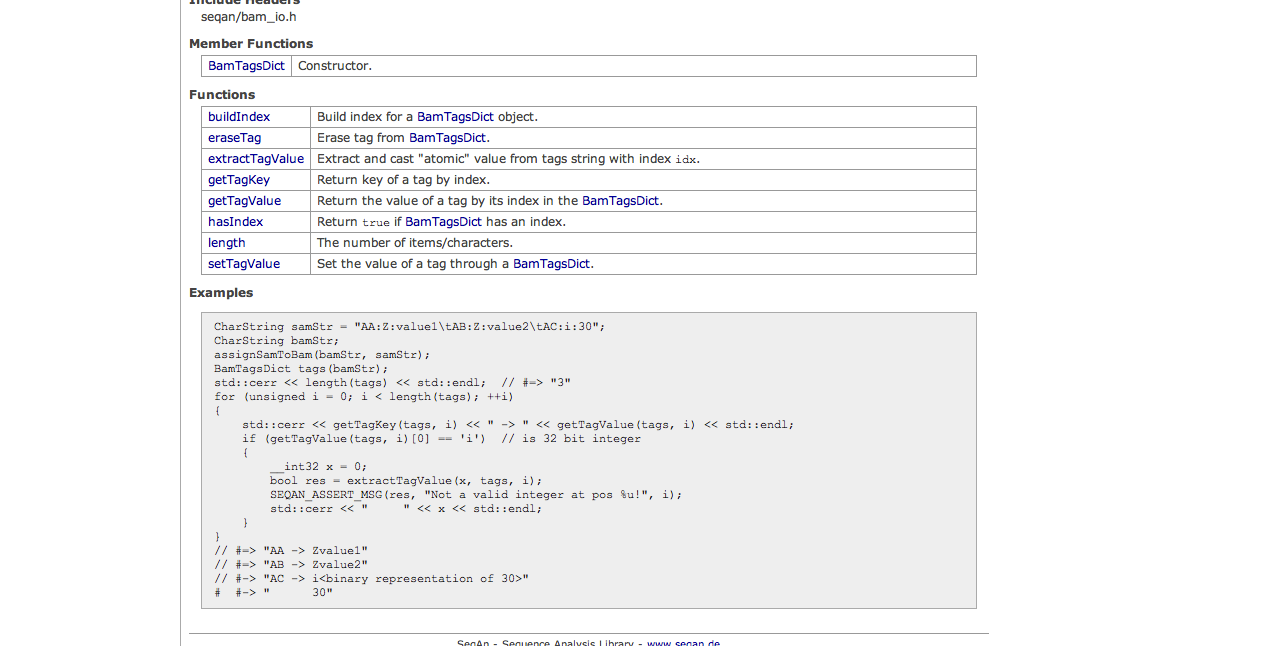 Include Headers
seqan/bam_io.h
Member Functions
BamTagsDict Constructor.
Functions
buildIndex Build index for a BamTagsDict object.
eraseTag Erase tag from BamTagsDict.
extractTagValue Extract and cast "atomic" value from tags string with index idx.
getTagKey Return key of a tag by index.
getTagValue Return the value of a tag by its index in the BamTagsDict.
hasIndex Return true if BamTagsDict has an index.
length The number of items/characters.
setTagValue Set the value of a tag through a BamTagsDict.
Examples
CharString samStr = "AA:Z:value1\tAB:Z:value2\tAC:i:30";
CharString bamStr;
assignSamToBam(bamStr, samStr);
BamTagsDict tags(bamStr);
std::cerr << length(tags) << std::endl;  // #=> "3"
for (unsigned i = 0; i < length(tags); ++i)
{
    std::cerr << getTagKey(tags, i) << " -> " << getTagValue(tags, i) << std::endl;
    if (getTagValue(tags, i)[0] == 'i')  // is 32 bit integer
    {
        __int32 x = 0;
        bool res = extractTagValue(x, tags, i);
        SEQAN_ASSERT_MSG(res, "Not a valid integer at pos %u!", i);
        std::cerr << "     " << x << std::endl;
    }
}
// #=> "AA -> Zvalue1"
// #=> "AB -> Zvalue2"
// #-> "AC -> i<binary representation of 30>"
#  #-> "      30"
SeqAn - Sequence Analysis Library - www.seqan.de